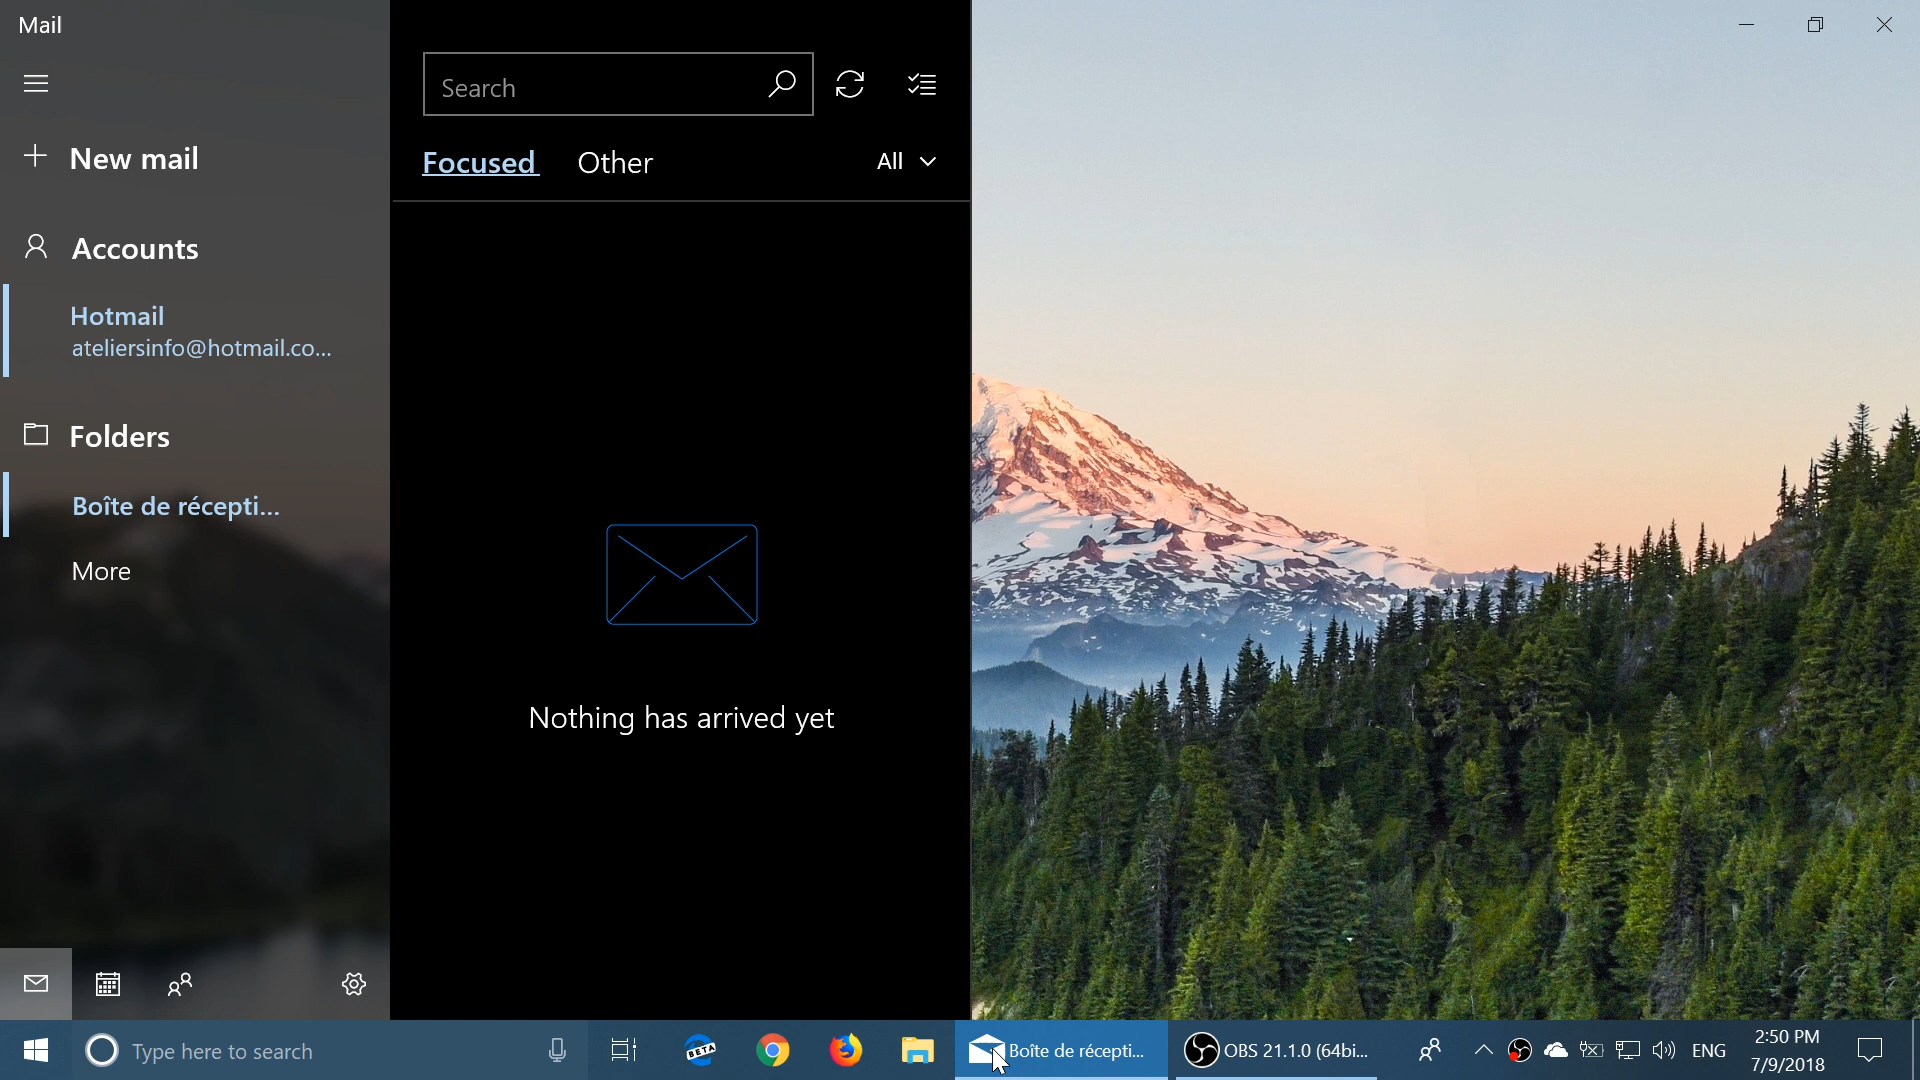 Mail
Search
New mail
Focused Other All
Accounts
Hotmail
ateliersinfo@hotmail.co...
Folders
Boîte de récepti...
More
Nothing has arrived yet
Type here to search
BETA
Boîte de récepti...
OBS 21.1.0 (64bi...
ENG
2:50 PM
7/9/2018